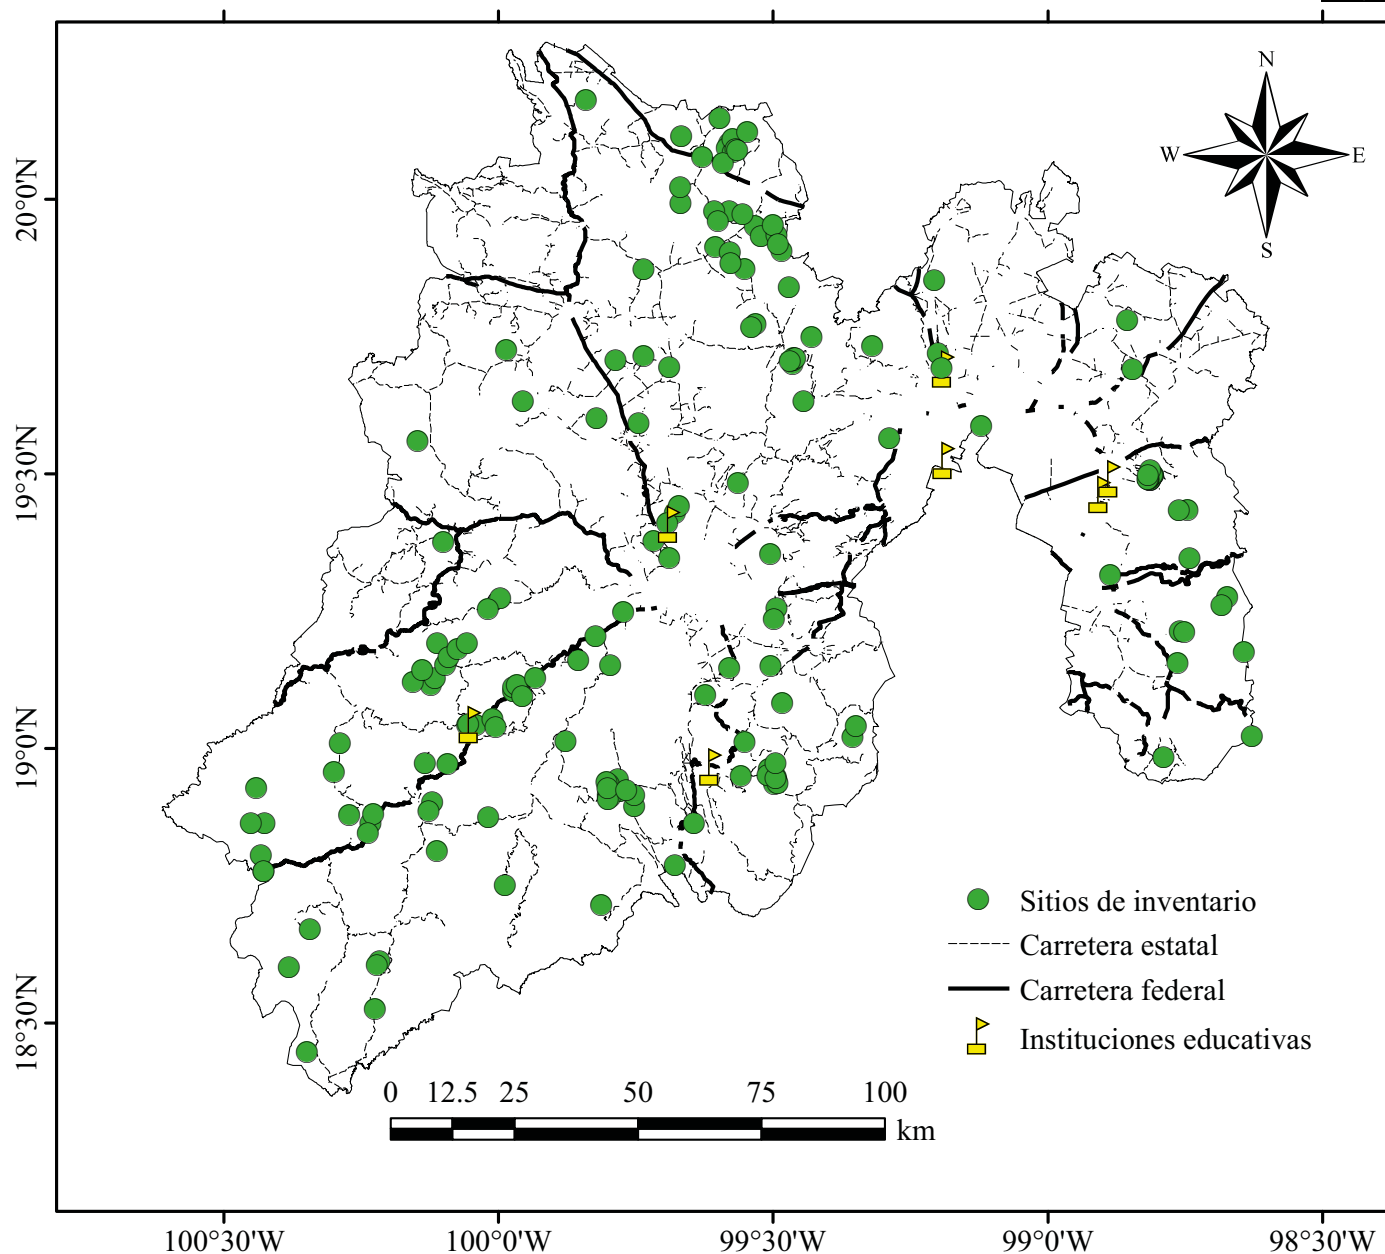 N
W E
S
20°0'N
19°30'N
19°0'N
18°30'N
Sitios de inventario
Carretera estatal
Carretera federal
Instituciones educativas
0 12.5 25 50 75 100
km
100°30'W 100°0'W 99°30'W 99°0'W 98°30'W